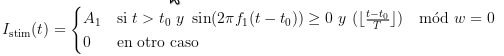 I_stim(t) = { A_1 si t > t_0 y sin(2πf_1(t − t_0)) ≥ 0 y (⌊(t−t_0)/T⌋) mód w = 0
0 en otro caso